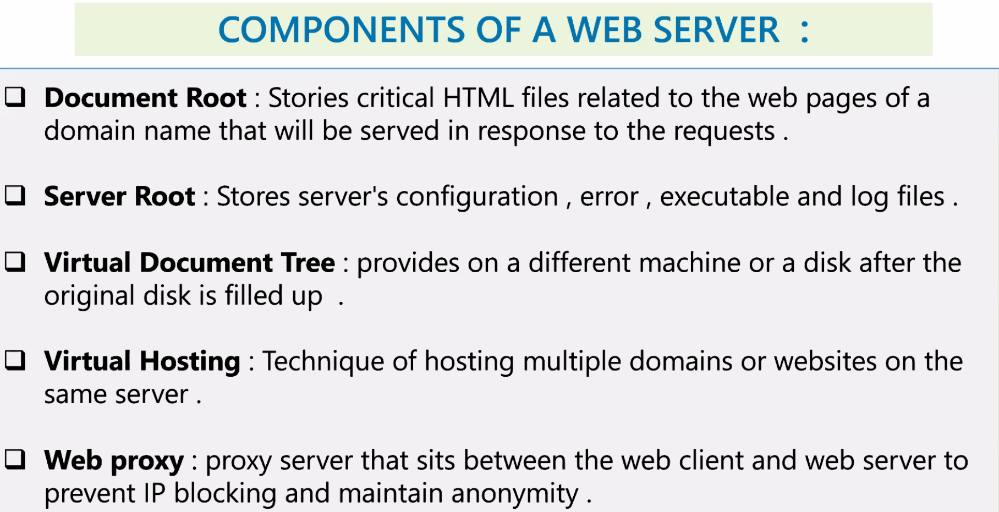 COMPONENTS OF A WEB SERVER :
❑ Document Root : Stories critical HTML files related to the web pages of a
domain name that will be served in response to the requests .
❑ Server Root : Stores server's configuration , error , executable and log files .
❑ Virtual Document Tree : provides on a different machine or a disk after the
original disk is filled up .
❑ Virtual Hosting : Technique of hosting multiple domains or websites on the
same server .
❑ Web proxy : proxy server that sits between the web client and web server to
prevent IP blocking and maintain anonymity .